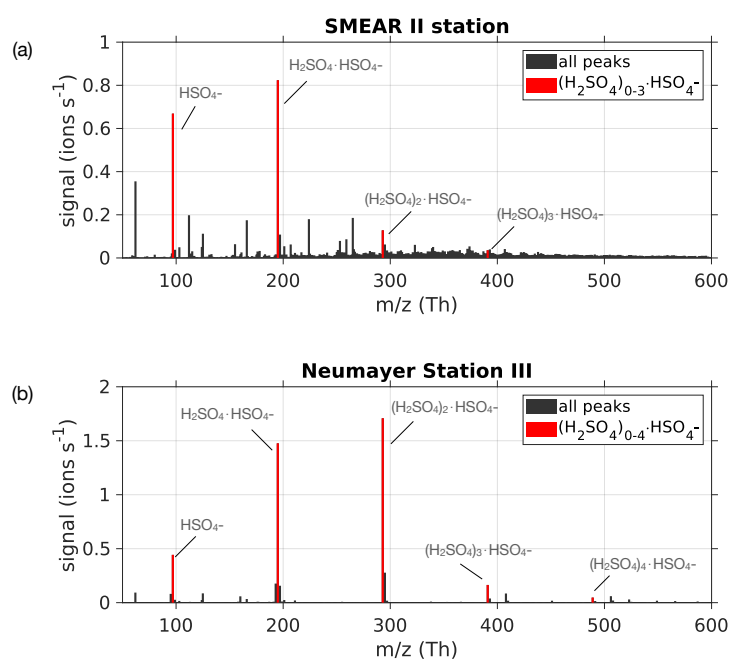 SMEAR II station
(a)
signal (ions s⁻¹)
1
0.8
0.6
0.4
0.2
0
HSO₄-
H₂SO₄·HSO₄-
(H₂SO₄)₂·HSO₄-
(H₂SO₄)₃·HSO₄-
all peaks
(H₂SO₄)₀₋₃·HSO₄-
100 200 300 400 500 600
m/z (Th)
Neumayer Station III
(b)
signal (ions s⁻¹)
2
1.5
1
0.5
0
HSO₄-
H₂SO₄·HSO₄-
(H₂SO₄)₂·HSO₄-
(H₂SO₄)₃·HSO₄-
(H₂SO₄)₄·HSO₄-
all peaks
(H₂SO₄)₀₋₄·HSO₄-
100 200 300 400 500 600
m/z (Th)